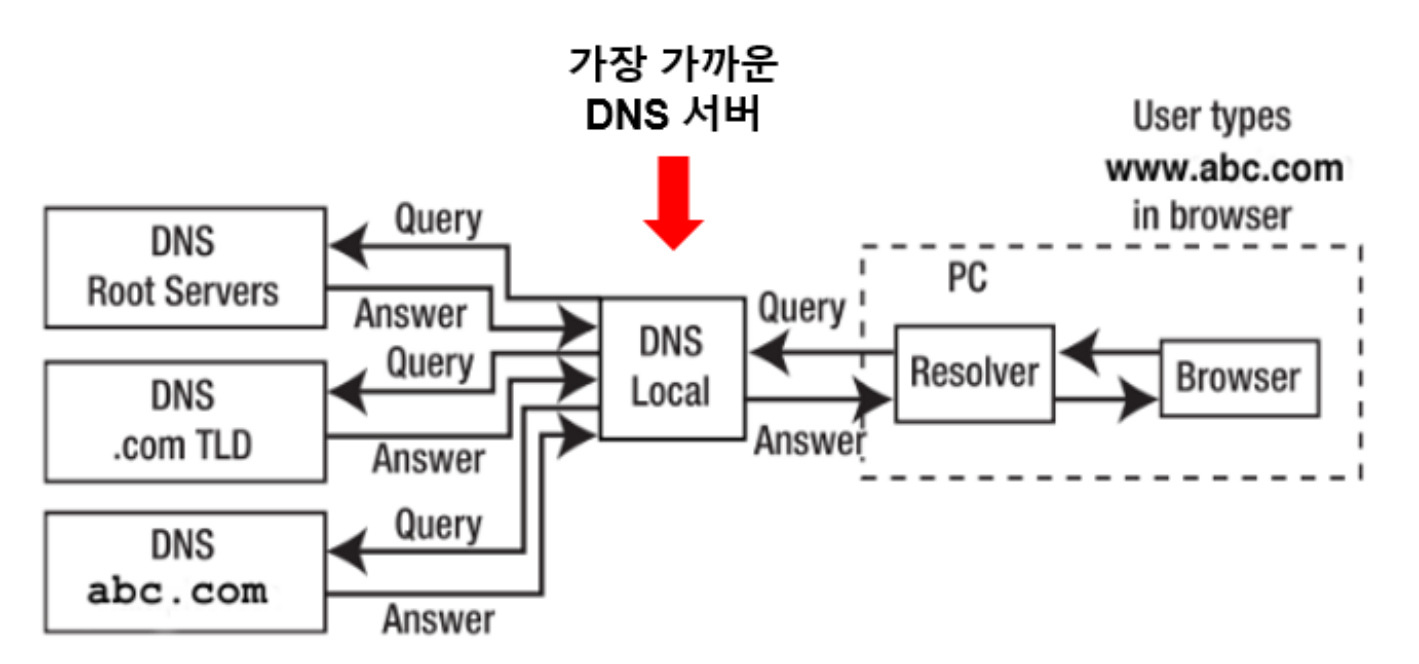 가장 가까운
DNS 서버
User types
www.abc.com
in browser
DNS
Root Servers
Query
Answer
DNS
.com TLD
Query
Answer
DNS
abc.com
Query
Answer
DNS
Local
Query
Answer
PC
Resolver
Browser